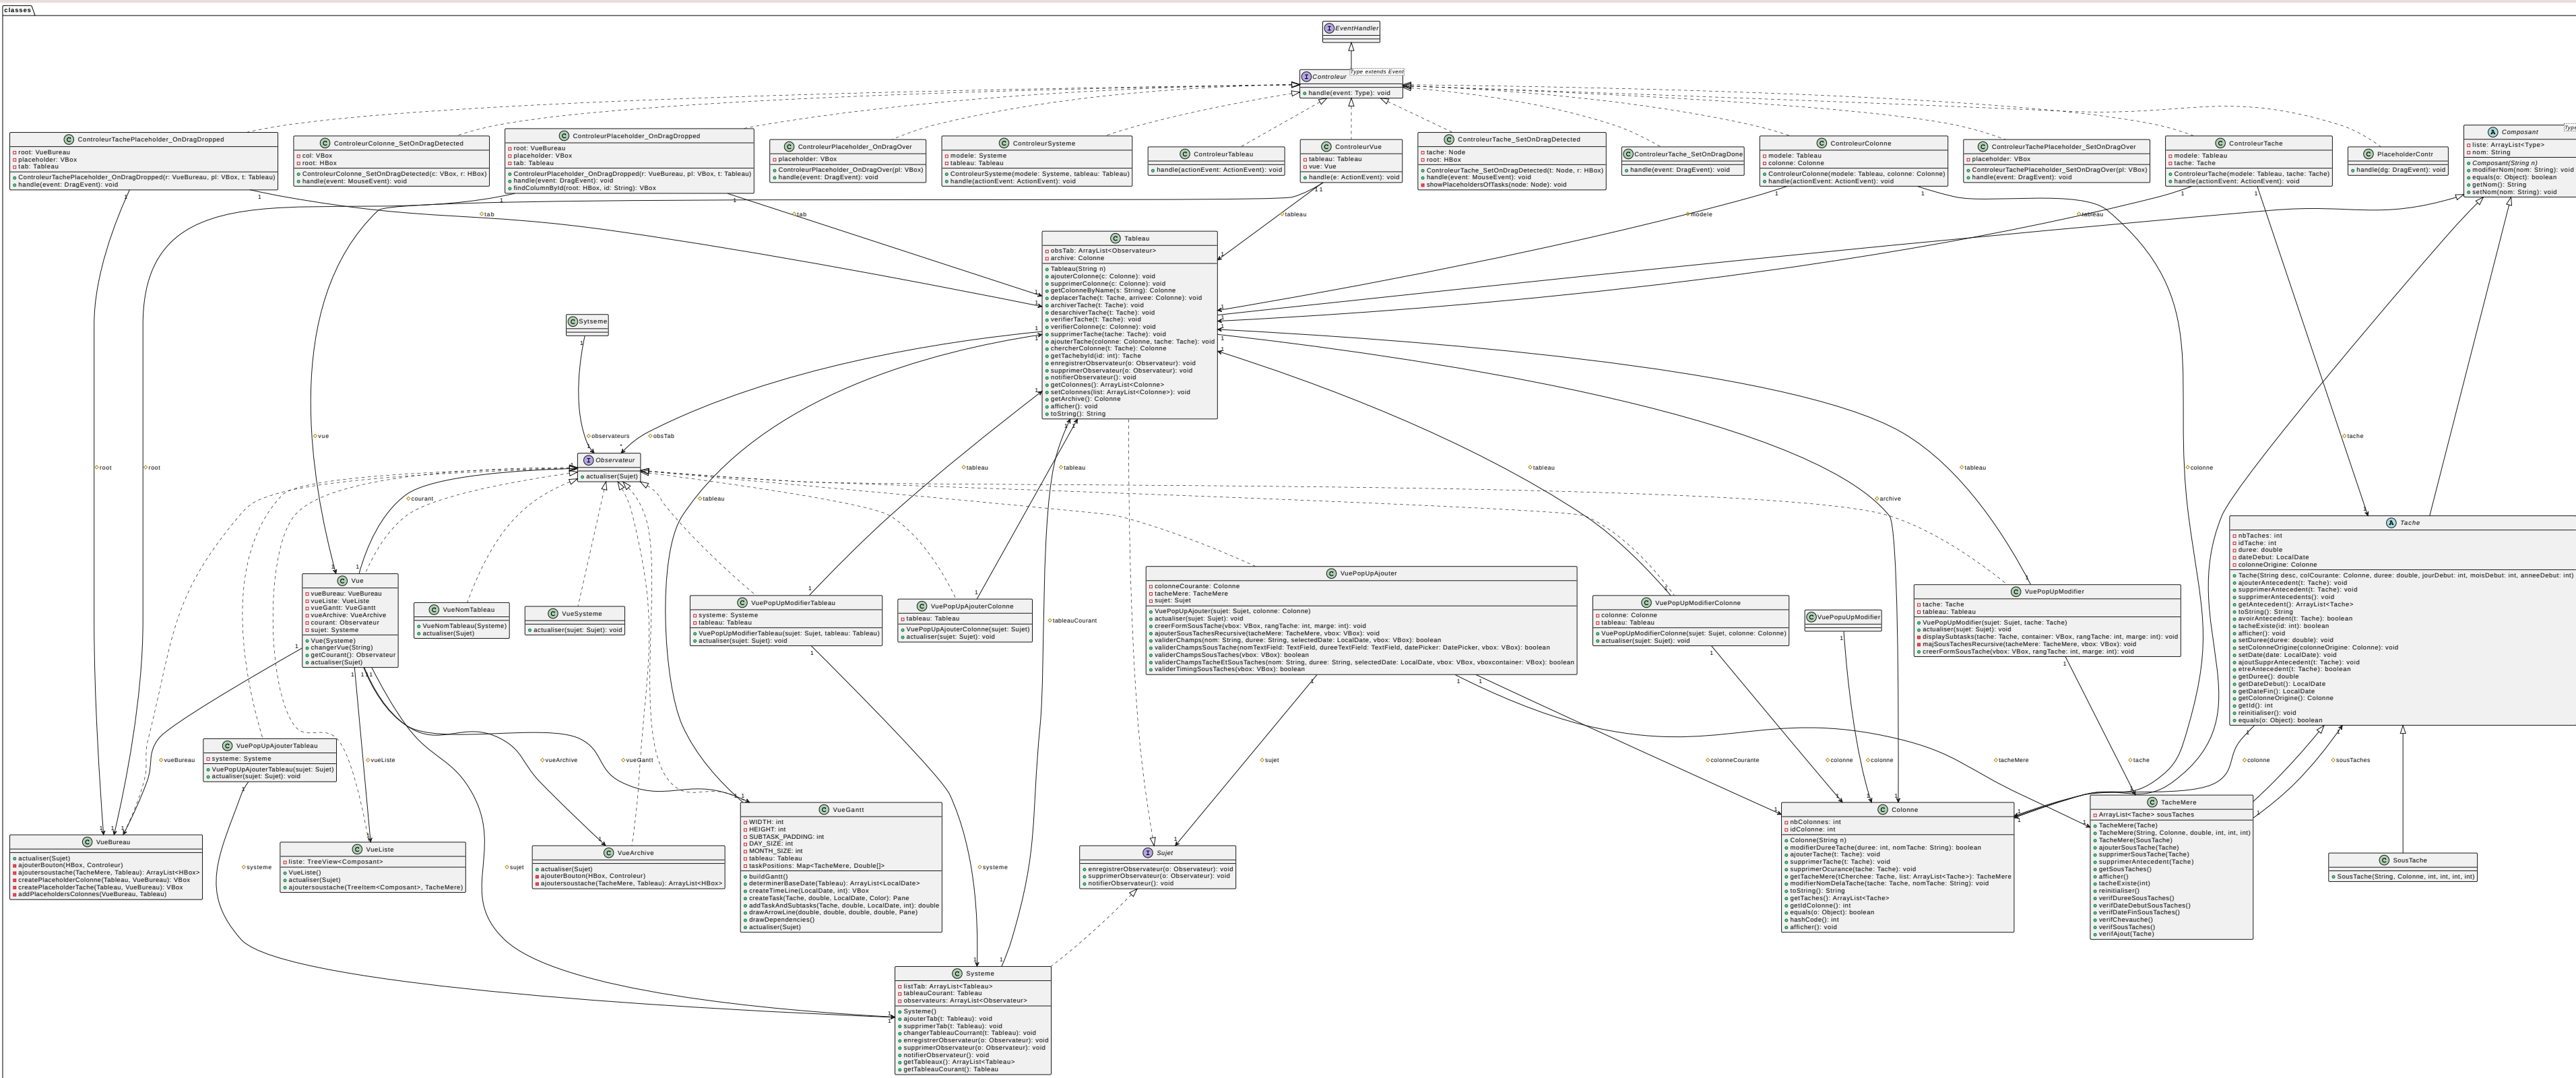 classes
I EventHandler
I Controleur
Type extends Event
handle(event: Type): void
C ControleurTachePlaceholder_OnDragDropped
root: VueBureau
placeholder: VBox
tab: Tableau
ControleurTachePlaceholder_OnDragDropped(r: VueBureau, pl: VBox, t: Tableau)
handle(event: DragEvent): void
C ControleurColonne_SetOnDragDetected
col: VBox
root: HBox
ControleurColonne_SetOnDragDetected(c: VBox, r: HBox)
handle(event: MouseEvent): void
C ControleurPlaceholder_OnDragDropped
root: VueBureau
placeholder: VBox
tab: Tableau
ControleurPlaceholder_OnDragDropped(r: VueBureau, pl: VBox, t: Tableau)
handle(event: DragEvent): void
findColumnById(root: HBox, id: String): VBox
C ControleurPlaceholder_OnDragOver
placeholder: VBox
ControleurPlaceholder_OnDragOver(pl: VBox)
handle(event: DragEvent): void
C ControleurSysteme
modele: Systeme
tableau: Tableau
ControleurSysteme(modele: Systeme, tableau: Tableau)
handle(actionEvent: ActionEvent): void
C ControleurTableau
handle(actionEvent: ActionEvent): void
C ControleurVue
tableau: Tableau
vue: Vue
handle(e: ActionEvent): void
C ControleurTache_SetOnDragDetected
tache: Node
root: HBox
ControleurTache_SetOnDragDetected(t: Node, r: HBox)
handle(event: MouseEvent): void
showPlaceholdersOfTasks(node: Node): void
C ControleurTache_SetOnDragDone
handle(event: DragEvent): void
C ControleurColonne
modele: Tableau
colonne: Colonne
ControleurColonne(modele: Tableau, colonne: Colonne)
handle(actionEvent: ActionEvent): void
C ControleurTachePlaceholder_SetOnDragOver
placeholder: VBox
ControleurTachePlaceholder_SetOnDragOver(pl: VBox)
handle(event: DragEvent): void
C ControleurTache
modele: Tableau
tache: Tache
ControleurTache(modele: Tableau, tache: Tache)
handle(actionEvent: ActionEvent): void
C PlaceholderContr
handle(dg: DragEvent): void
A Composant
Type
liste: ArrayList<Type>
nom: String
Composant(String n)
modifierNom(nom: String): void
equals(o: Object): boolean
getNom(): String
setNom(nom: String): void
tab
tab
tableau
modele
tableau
C Tableau
obsTab: ArrayList<Observateur>
archive: Colonne
Tableau(String n)
ajouterColonne(c: Colonne): void
supprimerColonne(c: Colonne): void
getColonneByName(s: String): Colonne
deplacerTache(t: Tache, arrivee: Colonne): void
archiverTache(t: Tache): void
desarchiverTache(t: Tache): void
verifierTache(t: Tache): void
verifierColonne(c: Colonne): void
supprimerTache(tache: Tache): void
ajouterTache(colonne: Colonne, tache: Tache): void
chercherColonne(t: Tache): Colonne
getTachebyId(id: int): Tache
enregistrerObservateur(o: Observateur): void
supprimerObservateur(o: Observateur): void
notifierObservateur(): void
getColonnes(): ArrayList<Colonne>
setColonnes(list: ArrayList<Colonne>): void
getArchive(): Colonne
afficher(): void
toString(): String
C Sytseme
vue
observateurs
obsTab
tache
root
root
courant
tableau
tableau
tableau
tableau
tableau
archive
colonne
I Observateur
actualiser(Sujet)
C Vue
vueBureau: VueBureau
vueListe: VueListe
vueGantt: VueGantt
vueArchive: VueArchive
courant: Observateur
sujet: Systeme
Vue(Systeme)
changerVue(String)
getCourant(): Observateur
actualiser(Sujet)
C VueNomTableau
VueNomTableau(Systeme)
actualiser(Sujet)
C VueSysteme
actualiser(sujet: Sujet): void
C VuePopUpModifierTableau
systeme: Systeme
tableau: Tableau
VuePopUpModifierTableau(sujet: Sujet, tableau: Tableau)
actualiser(sujet: Sujet): void
C VuePopUpAjouterColonne
tableau: Tableau
VuePopUpAjouterColonne(sujet: Sujet)
actualiser(sujet: Sujet): void
tableauCourant
C VuePopUpAjouter
colonneCourante: Colonne
tacheMere: TacheMere
sujet: Sujet
VuePopUpAjouter(sujet: Sujet, colonne: Colonne)
actualiser(sujet: Sujet): void
creerFormSousTache(vbox: VBox, rangTache: int, marge: int): void
ajouterSousTachesRecursive(tacheMere: TacheMere, vbox: VBox): void
validerChamps(nom: String, duree: String, selectedDate: LocalDate, vbox: VBox): boolean
validerChampsSousTache(nomTextField: TextField, dureeTextField: TextField, datePicker: DatePicker, vbox: VBox): boolean
validerChampsSousTaches(vbox: VBox): boolean
validerChampsTacheEtSousTaches(nom: String, duree: String, selectedDate: LocalDate, vbox: VBox, vboxcontainer: VBox): boolean
validerTimingSousTaches(vbox: VBox): boolean
C VuePopUpModifierColonne
colonne: Colonne
tableau: Tableau
VuePopUpModifierColonne(sujet: Sujet, colonne: Colonne)
actualiser(sujet: Sujet): void
C VuePopuUpModifier
C VuePopUpModifier
tache: Tache
tableau: Tableau
VuePopUpModifier(sujet: Sujet, tache: Tache)
actualiser(sujet: Sujet): void
displaySubtasks(tache: Tache, container: VBox, rangTache: int, marge: int): void
majSousTachesRecursive(tacheMere: TacheMere, vbox: VBox): void
creerFormSousTache(vbox: VBox, rangTache: int, marge: int): void
A Tache
nbTaches: int
idTache: int
duree: double
dateDebut: LocalDate
colonneOrigine: Colonne
Tache(String desc, colCourante: Colonne, duree: double, jourDebut: int, moisDebut: int, anneeDebut: int)
ajouterAntecedent(t: Tache): void
supprimerAntecedent(t: Tache): void
supprimerAntecedents(): void
getAntecedent(): ArrayList<Tache>
toString(): String
avoirAntecedent(t: Tache): boolean
tacheExiste(id: int): boolean
afficher(): void
setDuree(duree: double): void
setColonneOrigine(colonneOrigine: Colonne): void
setDate(date: LocalDate): void
ajoutSupprAntecedent(t: Tache): void
etreAntecedent(t: Tache): boolean
getDuree(): double
getDateDebut(): LocalDate
getDateFin(): LocalDate
getColonneOrigine(): Colonne
getId(): int
reinitialiser(): void
equals(o: Object): boolean
C VuePopUpAjouterTableau
systeme: Systeme
VuePopUpAjouterTableau(sujet: Sujet)
actualiser(sujet: Sujet): void
vueBureau
vueListe
vueArchive
vueGantt
sujet
colonneCourante
colonne
colonne
tacheMere
tache
colonne
sousTaches
C VueBureau
actualiser(Sujet)
ajouterBouton(HBox, Controleur)
ajoutersoustache(TacheMere, Tableau): ArrayList<HBox>
createPlaceholderColonne(Tableau, VueBureau): VBox
createPlaceholderTache(Tableau, VueBureau): VBox
addPlaceholdersColonnes(VueBureau, Tableau)
systeme
C VueListe
liste: TreeView<Composant>
VueListe()
actualiser(Sujet)
ajoutersoustache(TreeItem<Composant>, TacheMere)
sujet
C VueArchive
actualiser(Sujet)
ajouterBouton(HBox, Controleur)
ajoutersoustache(TacheMere, Tableau): ArrayList<HBox>
C VueGantt
WIDTH: int
HEIGHT: int
SUBTASK_PADDING: int
DAY_SIZE: int
MONTH_SIZE: int
tableau: Tableau
taskPositions: Map<TacheMere, Double[]>
buildGantt()
determinerBaseDate(Tableau): ArrayList<LocalDate>
createTimeLine(LocalDate, int): VBox
createTask(Tache, double, LocalDate, Color): Pane
addTaskAndSubtasks(Tache, double, LocalDate, int): double
drawArrowLine(double, double, double, double, Pane)
drawDependencies()
actualiser(Sujet)
systeme
I Sujet
enregistrerObservateur(o: Observateur): void
supprimerObservateur(o: Observateur): void
notifierObservateur(): void
C Colonne
nbColonnes: int
idColonne: int
Colonne(String n)
modifierDureeTache(duree: int, nomTache: String): boolean
ajouterTache(t: Tache): void
supprimerTache(t: Tache): void
supprimerOcurance(tache: Tache): void
getTacheMere(tCherchee: Tache, list: ArrayList<Tache>): TacheMere
modifierNomDelaTache(tache: Tache, nomTache: String): void
toString(): String
getTaches(): ArrayList<Tache>
getIdColonne(): int
equals(o: Object): boolean
hashCode(): int
afficher(): void
C TacheMere
ArrayList<Tache> sousTaches
TacheMere(Tache)
TacheMere(String, Colonne, double, int, int, int)
TacheMere(SousTache)
ajouterSousTache(Tache)
supprimerSousTache(Tache)
supprimerAntecedent(Tache)
getSousTaches()
afficher()
tacheExiste(int)
reinitialiser()
verifDureeSousTaches()
verifDateDebutSousTaches()
verifDateFinSousTaches()
verifChevauche()
verifSousTaches()
verifAjout(Tache)
C SousTache
SousTache(String, Colonne, int, int, int, int)
C Systeme
listTab: ArrayList<Tableau>
tableauCourant: Tableau
observateurs: ArrayList<Observateur>
Systeme()
ajouterTab(t: Tableau): void
supprimerTab(t: Tableau): void
changerTableauCourrant(t: Tableau): void
enregistrerObservateur(o: Observateur): void
supprimerObservateur(o: Observateur): void
notifierObservateur(): void
getTableaux(): ArrayList<Tableau>
getTableauCourant(): Tableau